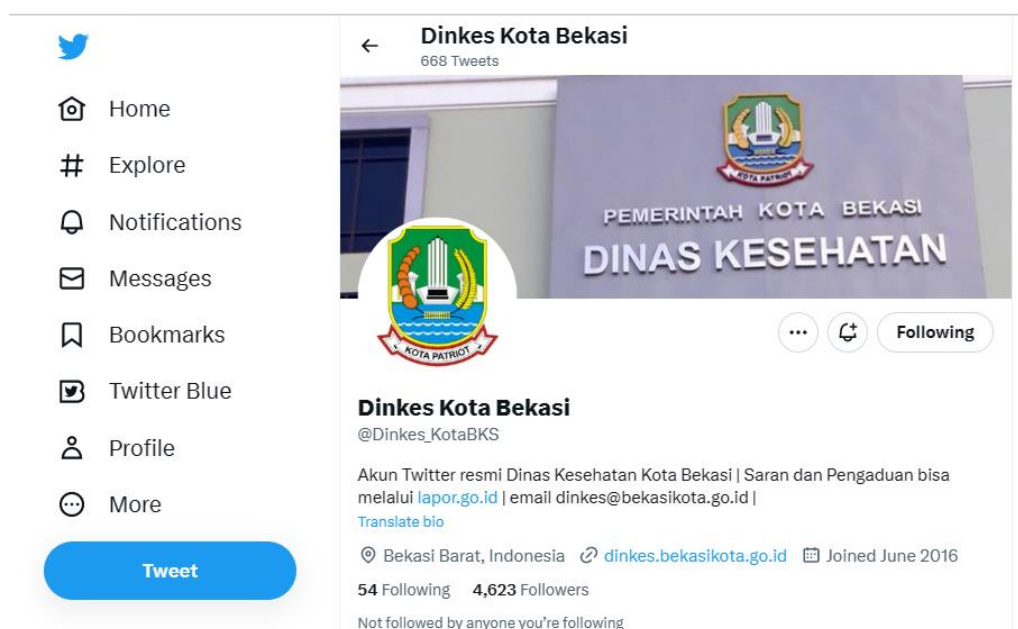 Dinkes Kota Bekasi
668 Tweets
Home
Explore
Notifications
Messages
Bookmarks
Twitter Blue
Profile
More
Tweet
KOTA PATRIOT
PEMERINTAH KOTA BEKASI
DINAS KESEHATAN
KOTA PATRIOT
Following
Dinkes Kota Bekasi
@Dinkes_KotaBKS
Akun Twitter resmi Dinas Kesehatan Kota Bekasi | Saran dan Pengaduan bisa
melalui lapor.go.id | email dinkes@bekasikota.go.id |
Translate bio
Bekasi Barat, Indonesia dinkes.bekasikota.go.id Joined June 2016
54 Following 4,623 Followers
Not followed by anyone you're following